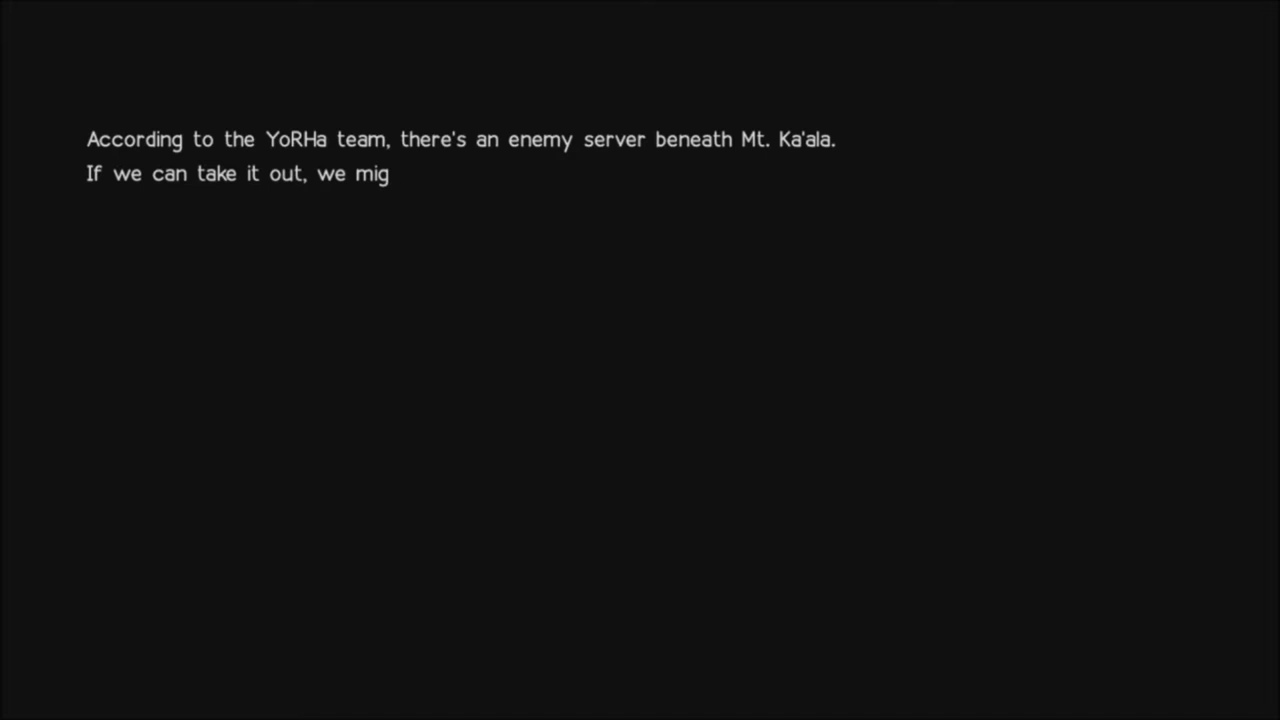 According to the YoRHa team, there's an enemy server beneath Mt. Ka'ala.
If we can take it out, we mig